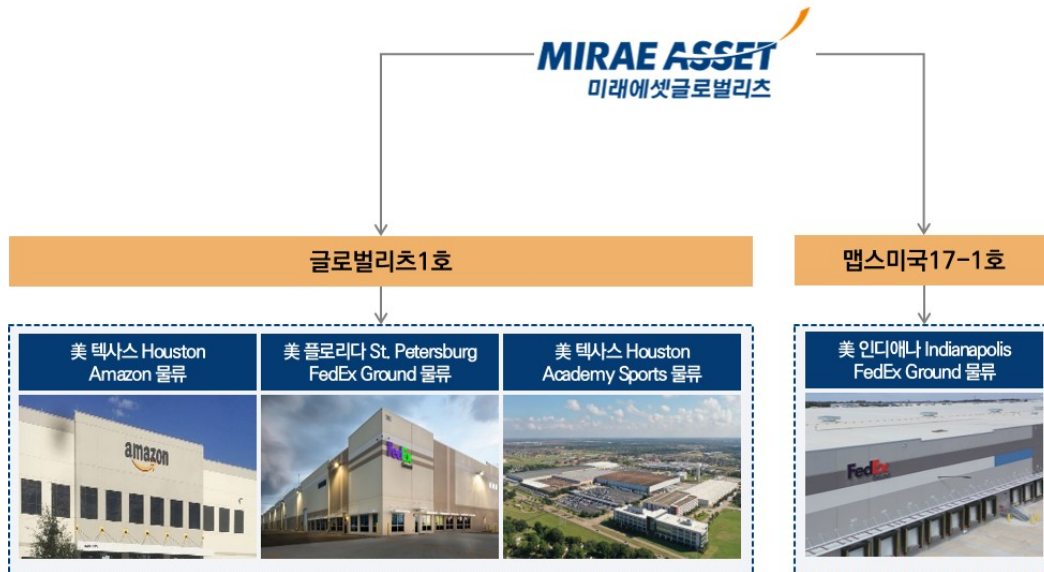 MIRAE ASSET
미래에셋글로벌리츠
글로벌리츠1호
맵스미국17-1호
美 텍사스 Houston
Amazon 물류
美 플로리다 St. Petersburg
FedEx Ground 물류
美 텍사스 Houston
Academy Sports 물류
美 인디애나 Indianapolis
FedEx Ground 물류
amazon
FedEx
FedEx